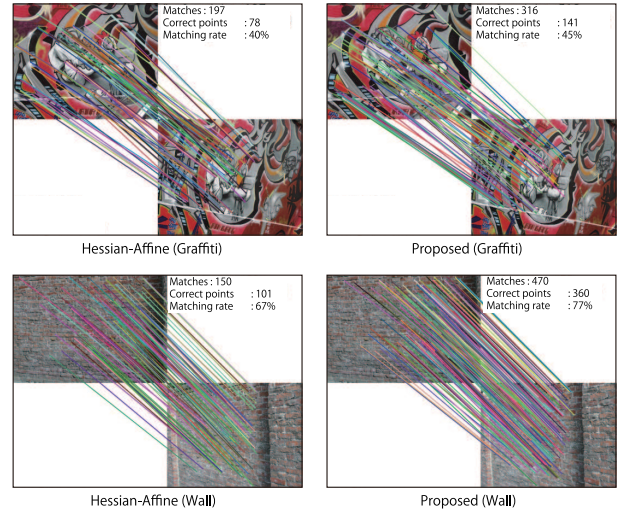 Matches : 197
Correct points : 78
Matching rate : 40%
Matches : 316
Correct points : 141
Matching rate : 45%
Hessian-Affine (Graffiti)
Proposed (Graffiti)
Matches : 150
Correct points : 101
Matching rate : 67%
Matches : 470
Correct points : 360
Matching rate : 77%
Hessian-Affine (Wall)
Proposed (Wall)